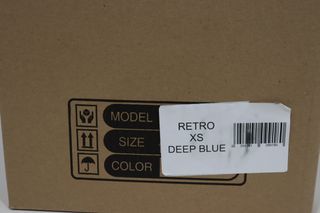 MODEL
SIZE
COLOR
RETRO
XS
DEEP BLUE